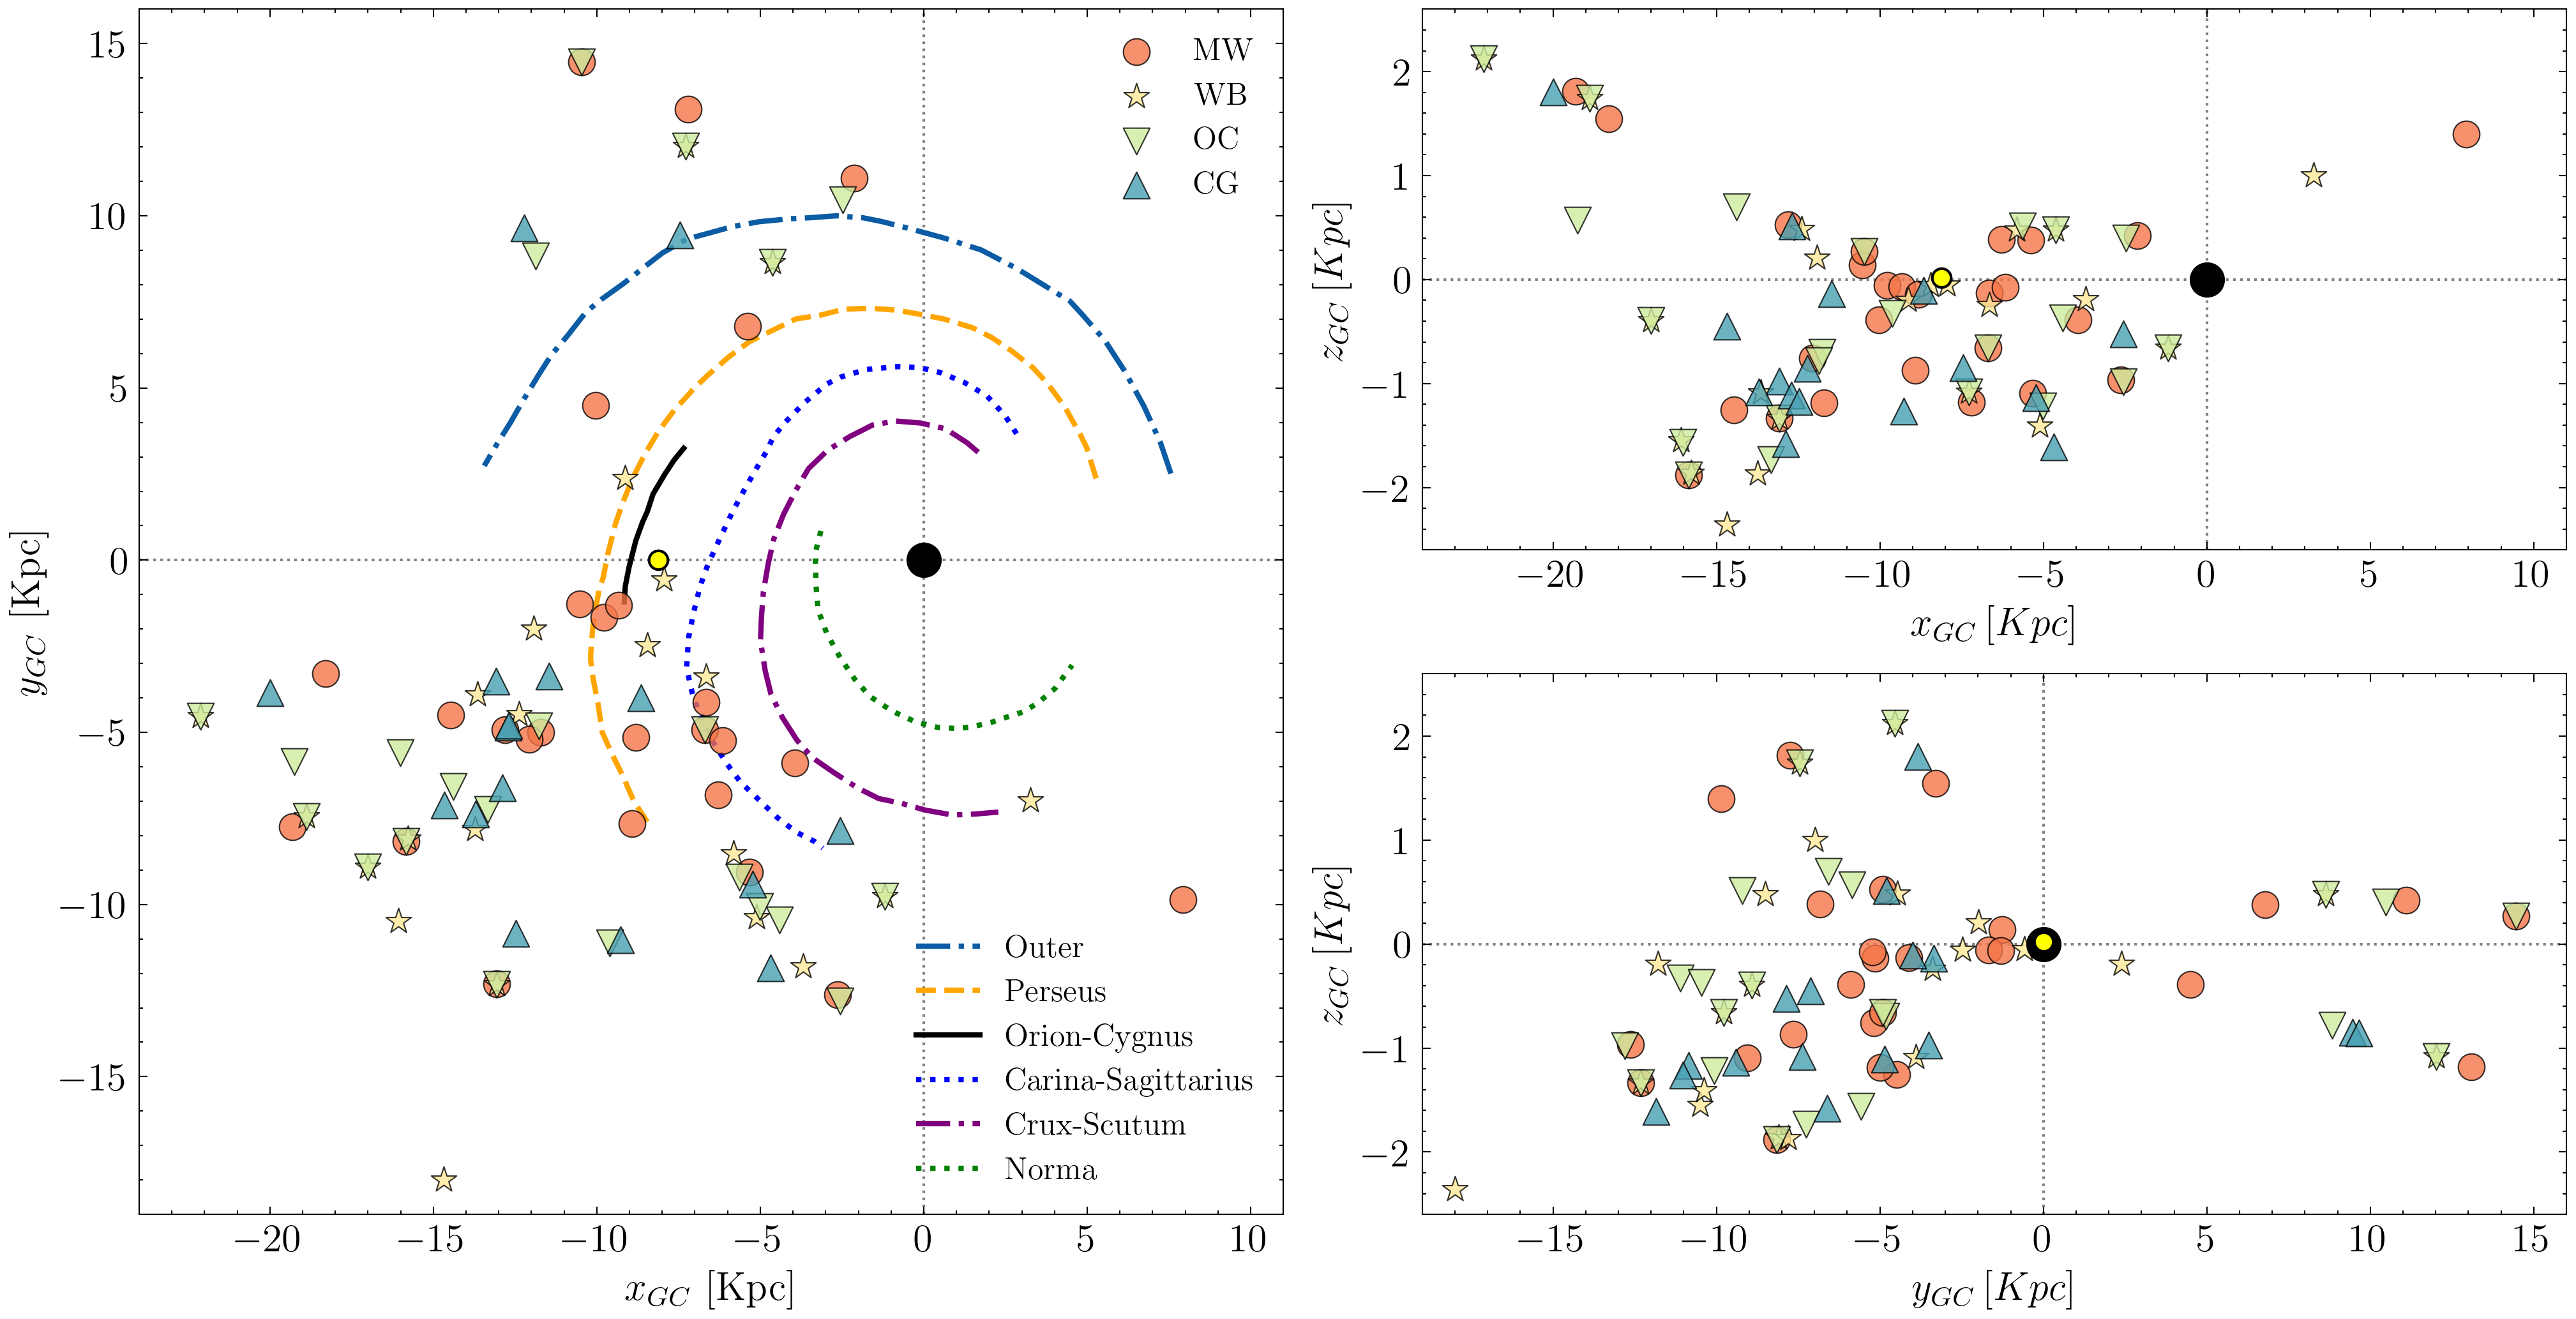 15
10
5
0
−5
−10
−15
y_GC [Kpc]
−20 −15 −10 −5 0 5 10
x_GC [Kpc]
MW
WB
OC
CG
Outer
Perseus
Orion-Cygnus
Carina-Sagittarius
Crux-Scutum
Norma
2
1
0
−1
−2
z_GC [Kpc]
−20 −15 −10 −5 0 5 10
x_GC [Kpc]
2
1
0
−1
−2
z_GC [Kpc]
−15 −10 −5 0 5 10 15
y_GC [Kpc]